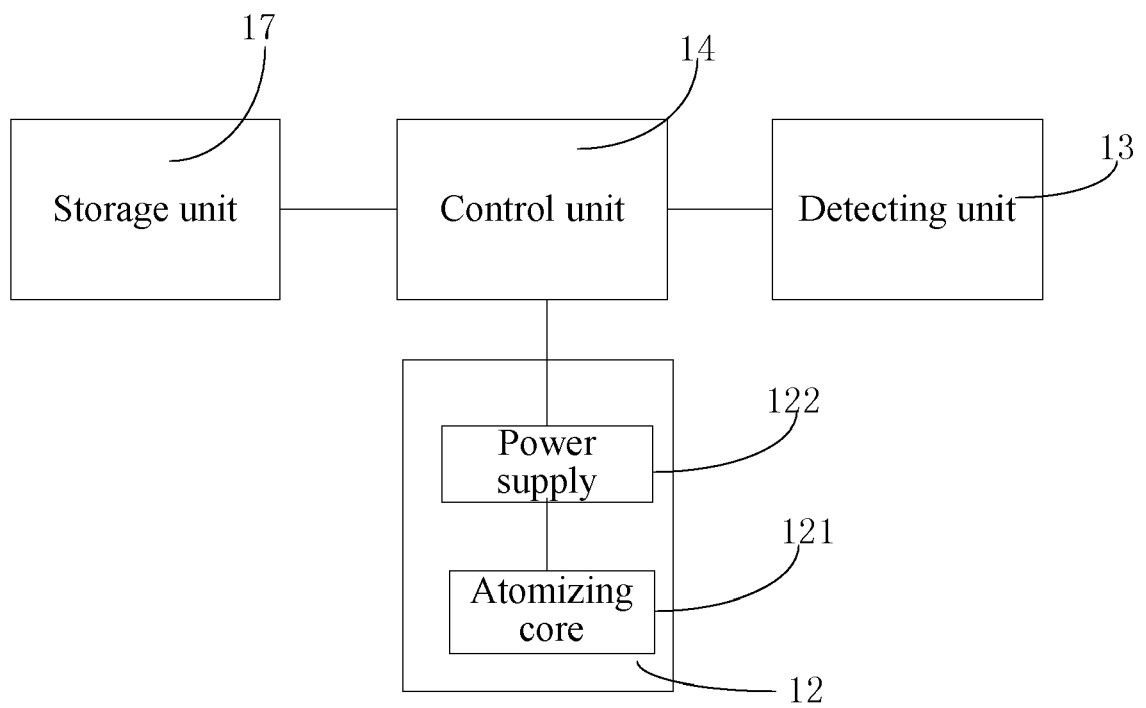 17
14
13
Storage unit
Control unit
Detecting unit
122
Power
supply
121
Atomizing
core
12